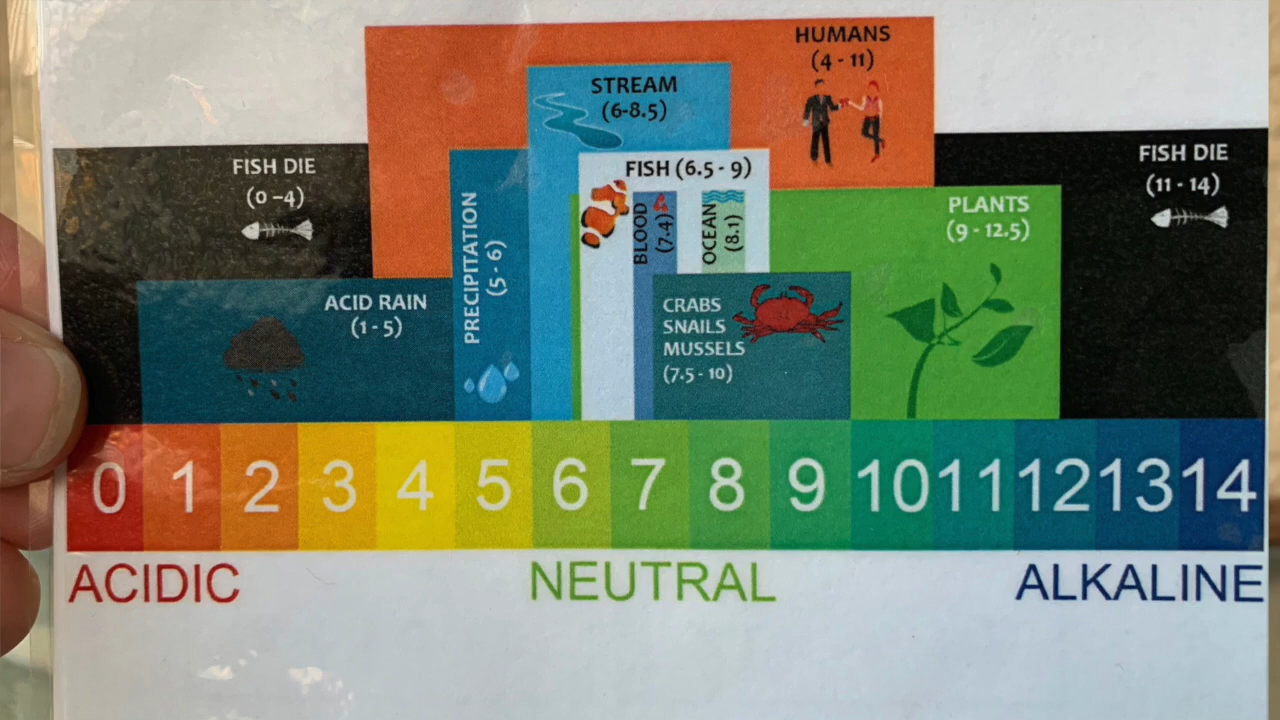 HUMANS
(4 - 11)
STREAM
(6-8.5)
FISH DIE
(0 –4)
FISH (6.5 - 9)
FISH DIE
(11 - 14)
PRECIPITATION
(5 - 6)
BLOOD
(7.4)
OCEAN
(8.1)
PLANTS
(9 - 12.5)
ACID RAIN
(1 - 5)
CRABS
SNAILS
MUSSELS
(7.5 - 10)
0 1 2 3 4 5 6 7 8 9 10 11 12 13 14
ACIDIC NEUTRAL ALKALINE